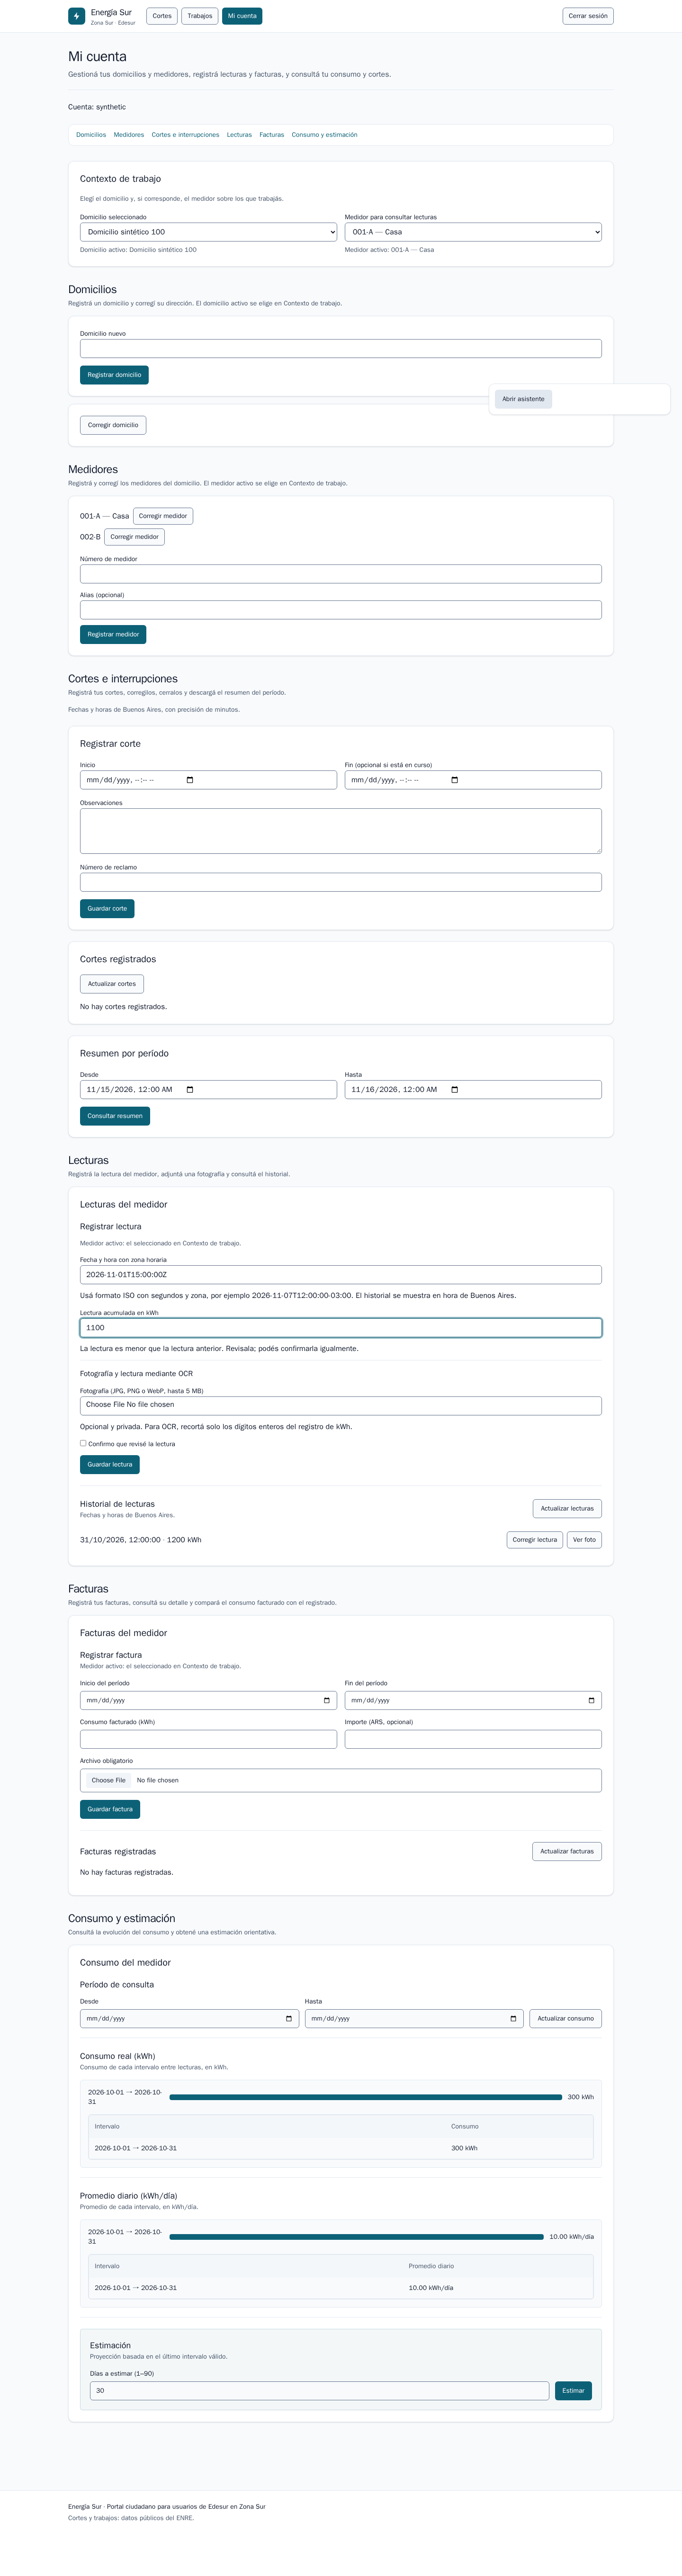 Energía Sur
Zona Sur · Edesur
Cortes
Trabajos
Mi cuenta
Cerrar sesión
Mi cuenta
Gestioná tus domicilios y medidores, registrá lecturas y facturas, y consultá tu consumo y cortes.
Cuenta: synthetic
Domicilios Medidores Cortes e interrupciones Lecturas Facturas Consumo y estimación
Contexto de trabajo
Elegí el domicilio y, si corresponde, el medidor sobre los que trabajás.
Domicilio seleccionado
Medidor para consultar lecturas
Domicilio sintético 100
001-A — Casa
Domicilio activo: Domicilio sintético 100
Medidor activo: 001-A — Casa
Domicilios
Registrá un domicilio y corregí su dirección. El domicilio activo se elige en Contexto de trabajo.
Domicilio nuevo
Registrar domicilio
Abrir asistente
Corregir domicilio
Medidores
Registrá y corregí los medidores del domicilio. El medidor activo se elige en Contexto de trabajo.
001-A — Casa Corregir medidor
002-B Corregir medidor
Número de medidor
Alias (opcional)
Registrar medidor
Cortes e interrupciones
Registrá tus cortes, corregilos, cerralos y descargá el resumen del período.
Fechas y horas de Buenos Aires, con precisión de minutos.
Registrar corte
Inicio
Fin (opcional si está en curso)
mm/dd/yyyy, --:-- --
mm/dd/yyyy, --:-- --
Observaciones
Número de reclamo
Guardar corte
Cortes registrados
Actualizar cortes
No hay cortes registrados.
Resumen por período
Desde
Hasta
11/15/2026, 12:00 AM
11/16/2026, 12:00 AM
Consultar resumen
Lecturas
Registrá la lectura del medidor, adjuntá una fotografía y consultá el historial.
Lecturas del medidor
Registrar lectura
Medidor activo: el seleccionado en Contexto de trabajo.
Fecha y hora con zona horaria
2026-11-01T15:00:00Z
Usá formato ISO con segundos y zona, por ejemplo 2026-11-07T12:00:00-03:00. El historial se muestra en hora de Buenos Aires.
Lectura acumulada en kWh
1100
La lectura es menor que la lectura anterior. Revisala; podés confirmarla igualmente.
Fotografía y lectura mediante OCR
Fotografía (JPG, PNG o WebP, hasta 5 MB)
Choose File No file chosen
Opcional y privada. Para OCR, recortá solo los dígitos enteros del registro de kWh.
Confirmo que revisé la lectura
Guardar lectura
Historial de lecturas
Fechas y horas de Buenos Aires.
Actualizar lecturas
31/10/2026, 12:00:00 · 1200 kWh
Corregir lectura
Ver foto
Facturas
Registrá tus facturas, consultá su detalle y compará el consumo facturado con el registrado.
Facturas del medidor
Registrar factura
Medidor activo: el seleccionado en Contexto de trabajo.
Inicio del período
Fin del período
mm/dd/yyyy
mm/dd/yyyy
Consumo facturado (kWh)
Importe (ARS, opcional)
Archivo obligatorio
Choose File No file chosen
Guardar factura
Facturas registradas
Actualizar facturas
No hay facturas registradas.
Consumo y estimación
Consultá la evolución del consumo y obtené una estimación orientativa.
Consumo del medidor
Período de consulta
Desde
Hasta
mm/dd/yyyy
mm/dd/yyyy
Actualizar consumo
Consumo real (kWh)
Consumo de cada intervalo entre lecturas, en kWh.
2026-10-01 → 2026-10-
31
300 kWh
Intervalo
Consumo
2026-10-01 → 2026-10-31
300 kWh
Promedio diario (kWh/día)
Promedio de cada intervalo, en kWh/día.
2026-10-01 → 2026-10-
31
10.00 kWh/día
Intervalo
Promedio diario
2026-10-01 → 2026-10-31
10.00 kWh/día
Estimación
Proyección basada en el último intervalo válido.
Días a estimar (1–90)
30
Estimar
Energía Sur · Portal ciudadano para usuarios de Edesur en Zona Sur
Cortes y trabajos: datos públicos del ENRE.